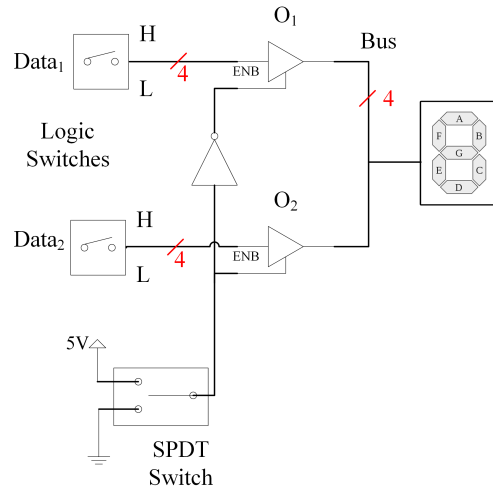 O1
H
Bus
Data1
4
ENB
L
4
Logic
Switches
A
F
B
G
E
C
D
O2
H
Data2
4
ENB
L
5V
SPDT
Switch